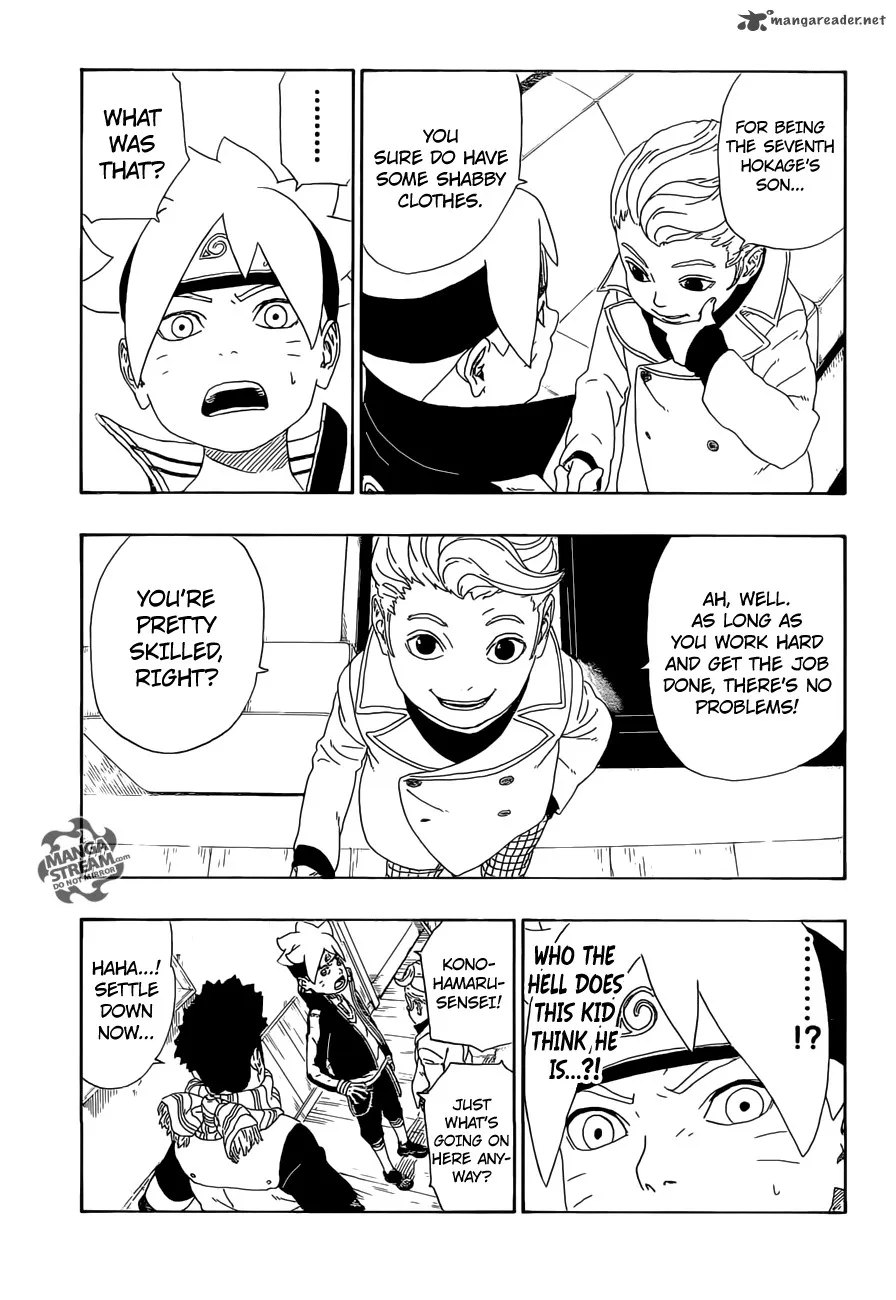 mangareader.net
FOR BEING
THE SEVENTH
HOKAGE'S
SON...
YOU
SURE DO HAVE
SOME SHABBY
CLOTHES.
......
WHAT
WAS
THAT?
AH, WELL.
AS LONG AS
YOU WORK HARD
AND GET THE JOB
DONE, THERE'S NO
PROBLEMS!
YOU'RE
PRETTY
SKILLED,
RIGHT?
MANGA
STREAM.com
DO NOT MIRROR
.........
!?
WHO THE
HELL DOES
THIS KID
THINK HE
IS...?!
KONO-
HAMARU-
SENSEI!
JUST
WHAT'S
GOING ON
HERE ANY-
WAY?
HAHA...!
SETTLE
DOWN
NOW...